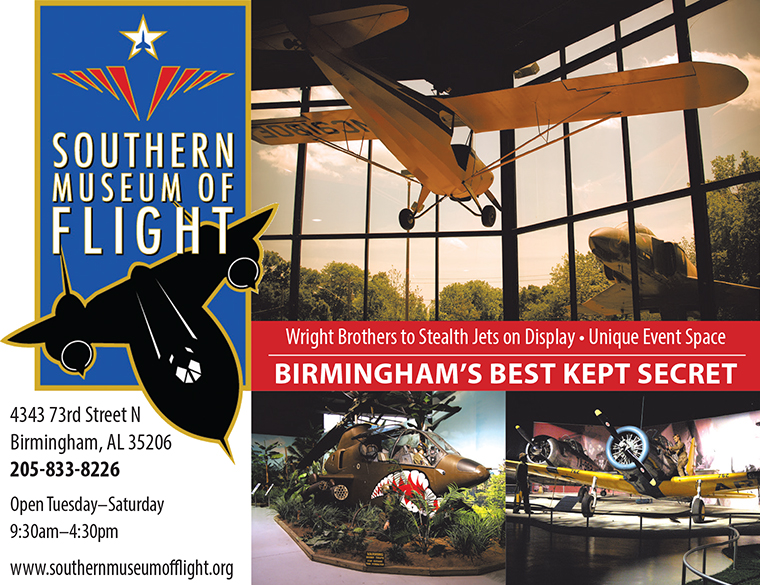 SOUTHERN
MUSEUM OF
FLIGHT
Wright Brothers to Stealth Jets on Display • Unique Event Space
BIRMINGHAM'S BEST KEPT SECRET
4343 73rd Street N
Birmingham, AL 35206
205-833-8226
Open Tuesday–Saturday
9:30am–4:30pm
www.southernmuseumofflight.org